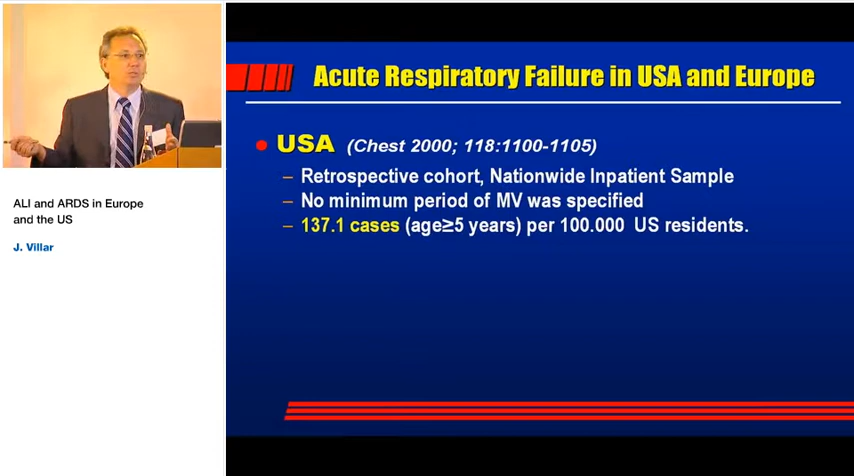 ALI and ARDS in Europe
and the US
J. Villar
Acute Respiratory Failure in USA and Europe
• USA (Chest 2000; 118:1100-1105)
– Retrospective cohort, Nationwide Inpatient Sample
– No minimum period of MV was specified
– 137.1 cases (age≥5 years) per 100.000 US residents.